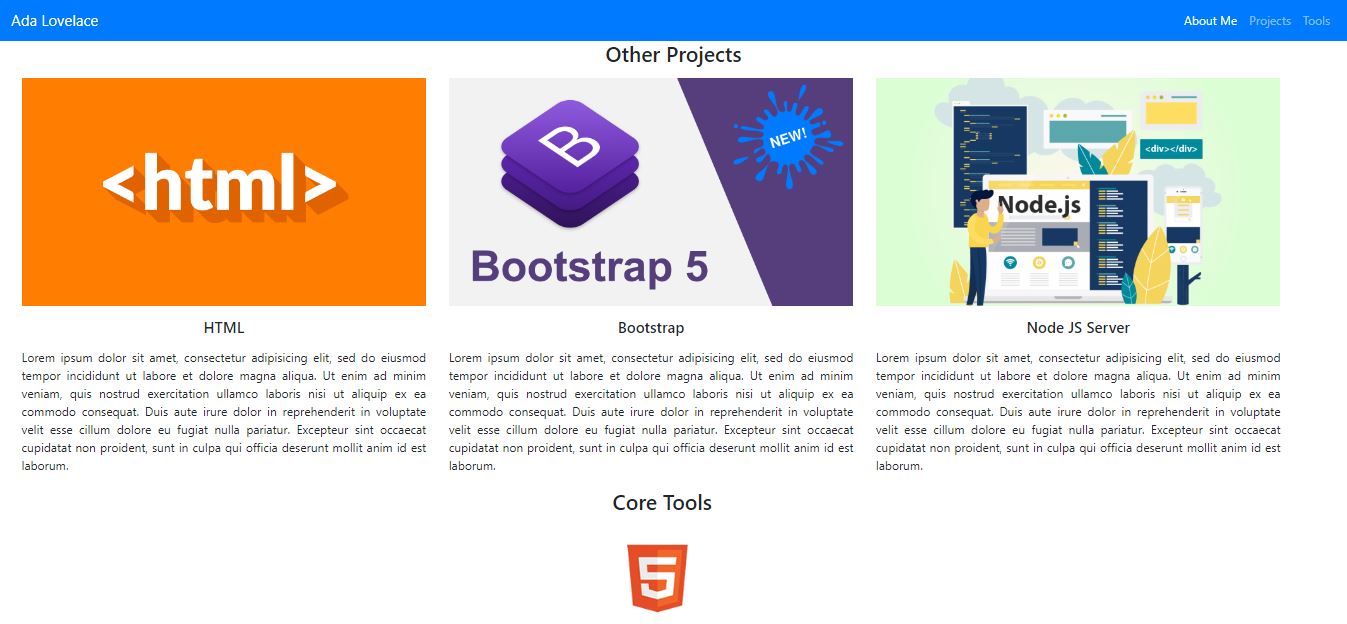 Ada Lovelace
About Me Projects Tools
Other Projects
<html>
B
NEW!
Bootstrap 5
<div></div>
Node.js
HTML
Lorem ipsum dolor sit amet, consectetur adipisicing elit, sed do eiusmod
tempor incididunt ut labore et dolore magna aliqua. Ut enim ad minim
veniam, quis nostrud exercitation ullamco laboris nisi ut aliquip ex ea
commodo consequat. Duis aute irure dolor in reprehenderit in voluptate
velit esse cillum dolore eu fugiat nulla pariatur. Excepteur sint occaecat
cupidatat non proident, sunt in culpa qui officia deserunt mollit anim id est
laborum.
Bootstrap
Lorem ipsum dolor sit amet, consectetur adipisicing elit, sed do eiusmod
tempor incididunt ut labore et dolore magna aliqua. Ut enim ad minim
veniam, quis nostrud exercitation ullamco laboris nisi ut aliquip ex ea
commodo consequat. Duis aute irure dolor in reprehenderit in voluptate
velit esse cillum dolore eu fugiat nulla pariatur. Excepteur sint occaecat
cupidatat non proident, sunt in culpa qui officia deserunt mollit anim id est
laborum.
Node JS Server
Lorem ipsum dolor sit amet, consectetur adipisicing elit, sed do eiusmod
tempor incididunt ut labore et dolore magna aliqua. Ut enim ad minim
veniam, quis nostrud exercitation ullamco laboris nisi ut aliquip ex ea
commodo consequat. Duis aute irure dolor in reprehenderit in voluptate
velit esse cillum dolore eu fugiat nulla pariatur. Excepteur sint occaecat
cupidatat non proident, sunt in culpa qui officia deserunt mollit anim id est
laborum.
Core Tools
5